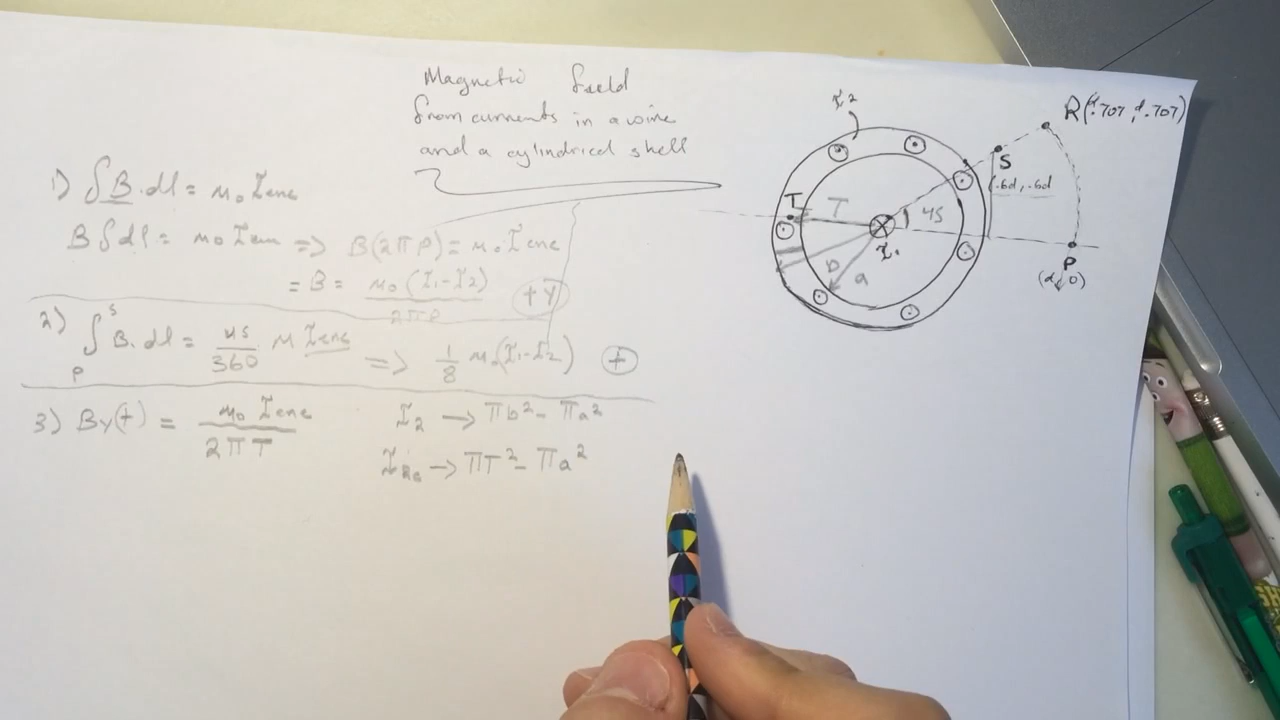 Magnetic field
from currents in a wire
and a cylindrical shell
1) ∫B·dl = μ₀ Ienc
B∫dl = μ₀ Ienc => B(2πρ) = μ₀ Ienc
= B = μ₀(I₁-I₂)/2πρ +Y
2) ∫ₚˢ B·dl = 45/360 μ Ienc => 1/8 μ₀(I₁-I₂) +
3) By(t) = μ₀ Ienc/2πT
I₂ → πb² - πa²
→ πT² - πa²
I2
R(d.707, d.707)
S
(.6d, .6d
T
T
45
I₁
b
a
P
(d, 0)